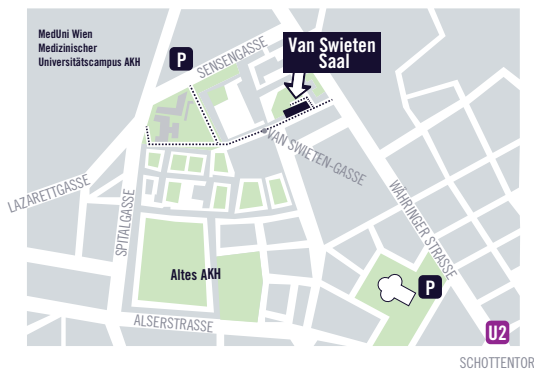 MedUni Wien
Medizinischer
Universitätscampus AKH
P
SENSENGASSE
Van Swieten
Saal
VAN SWIETEN-GASSE
LAZARETTGASSE
SPITALGASSE
WÄHRINGER STRASSE
Altes AKH
P
ALSERSTRASSE
U2
SCHOTTENTOR